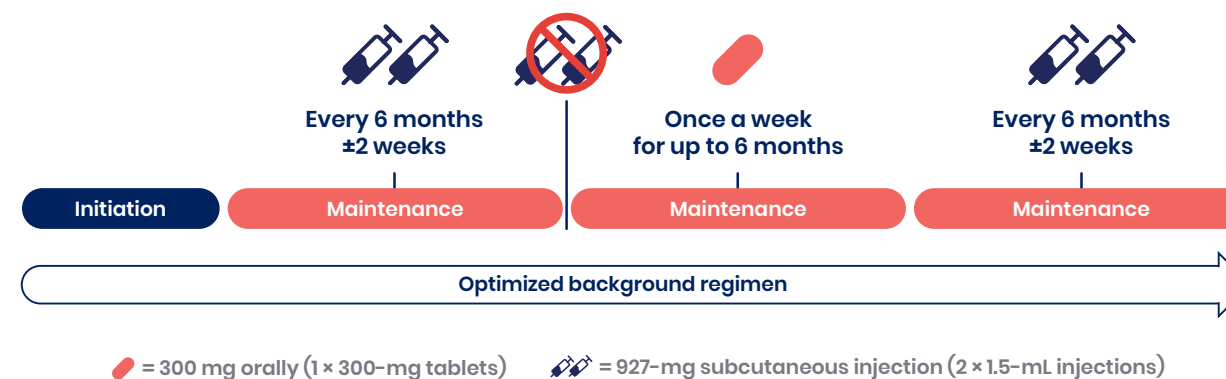 Every 6 months
±2 weeks
Once a week
for up to 6 months
Every 6 months
±2 weeks
Initiation
Maintenance
Maintenance
Maintenance
Optimized background regimen
= 300 mg orally (1 × 300-mg tablets)
= 927-mg subcutaneous injection (2 × 1.5-mL injections)